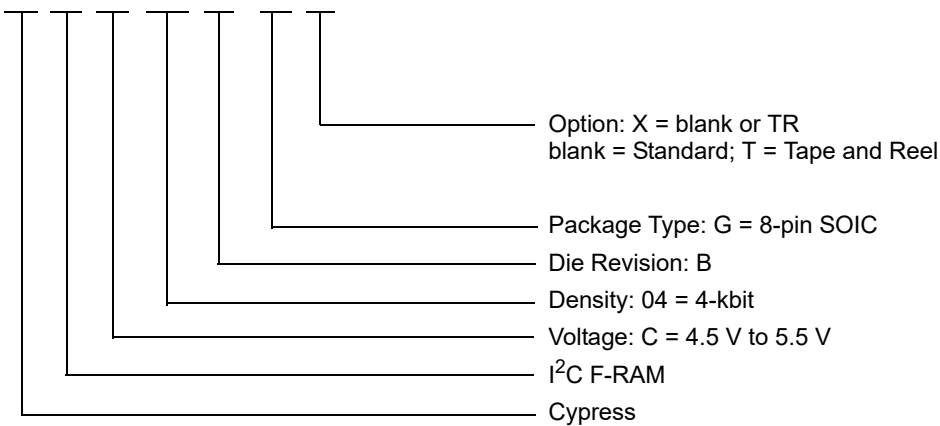 Option: X = blank or TR
blank = Standard; T = Tape and Reel
Package Type: G = 8-pin SOIC
Die Revision: B
Density: 04 = 4-kbit
Voltage: C = 4.5 V to 5.5 V
I²C F-RAM
Cypress